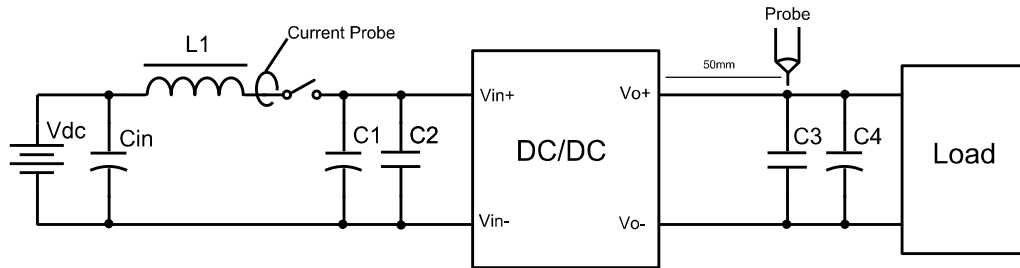 Probe
Current Probe
L1
50mm
Vin+
Vo+
Vdc
Cin
C1
C2
DC/DC
C3
C4
Load
Vin-
Vo-